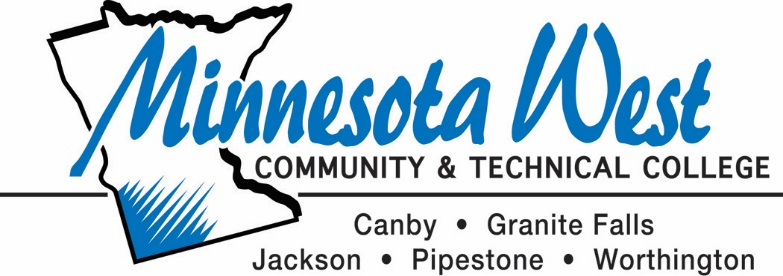 Minnesota West
COMMUNITY & TECHNICAL COLLEGE
Canby • Granite Falls
Jackson • Pipestone • Worthington